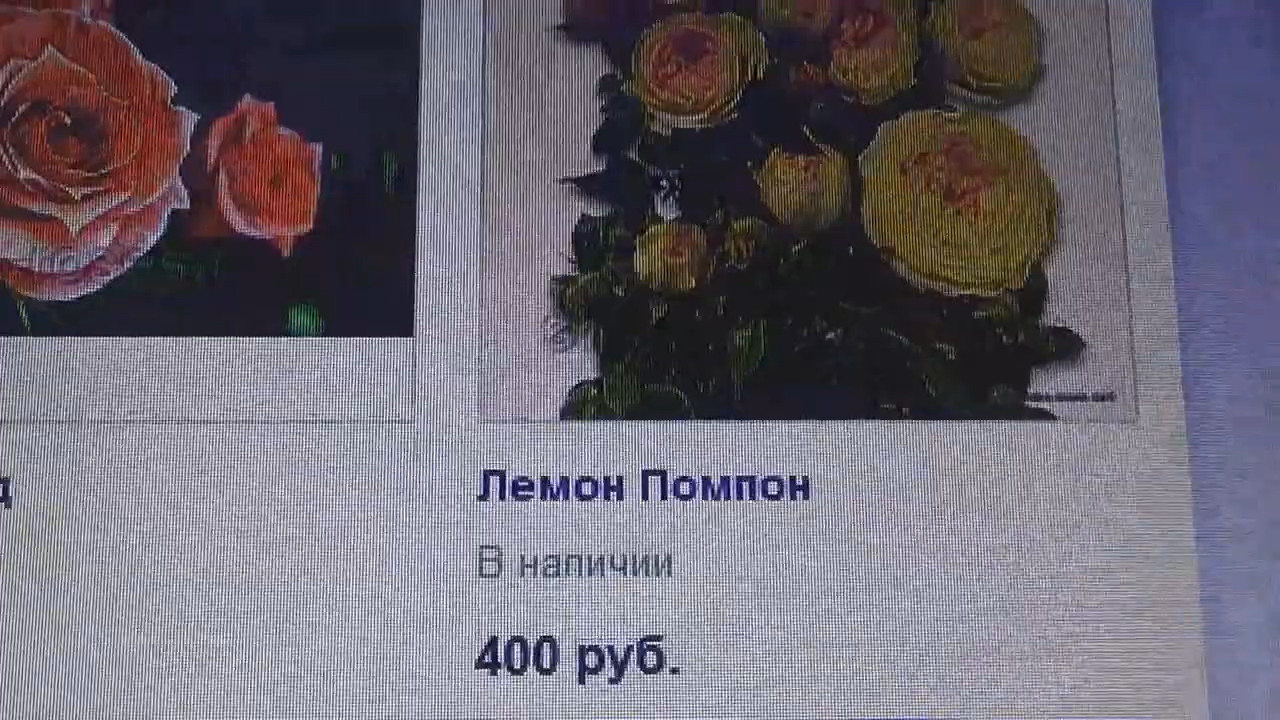 д
Лемон Помпон
В наличии
400 руб.